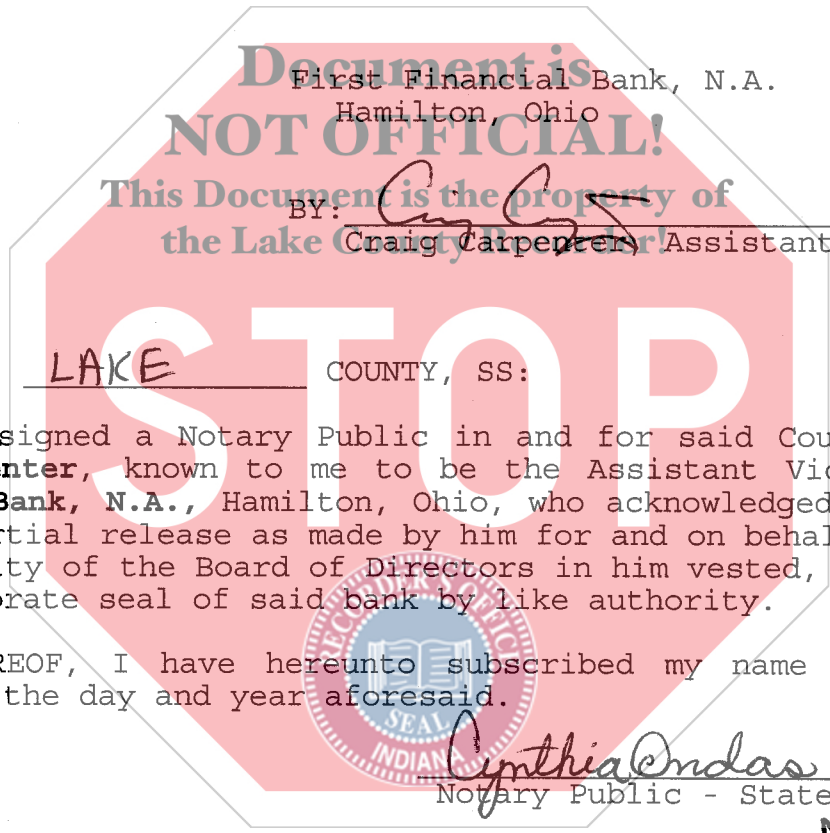 Document is
First Financial Bank, N.A.
Hamilton, Ohio
NOT OFFICIAL!
This Document is the property of
BY:
the Lake County Recorder!
Craig Carpenter, Assistant
STOP
LAKE COUNTY, SS:
signed a Notary Public in and for said Cou
nter, known to me to be the Assistant Vic
Bank, N.A., Hamilton, Ohio, who acknowledged
rtial release as made by him for and on behal
ty of the Board of Directors in him vested,
orate seal of said bank by like authority.
REOF, I have hereunto subscribed my name
the day and year aforesaid.
RECORDER'S OFFICE
SEAL
INDIANA
Cynthia Ondas
Notary Public - State